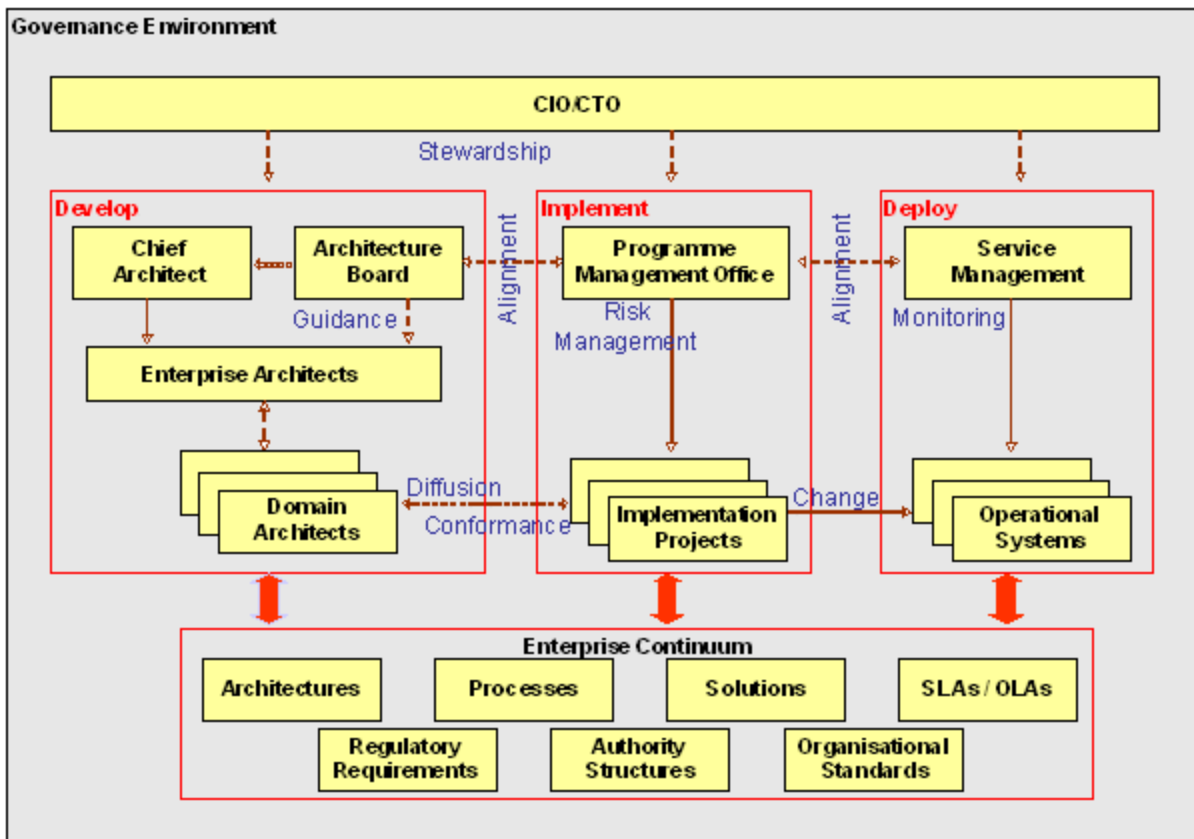 Governance Environment
CIO/CTO
Stewardship
Develop
Chief
Architect
Architecture
Board
Guidance
Enterprise Architects
Domain
Architects
Alignment
Diffusion
Conformance
Implement
Programme
Management Office
Risk
Management
Implementation
Projects
Alignment
Change
Deploy
Service
Management
Monitoring
Operational
Systems
Enterprise Continuum
Architectures
Processes
Solutions
SLAs / OLAs
Regulatory
Requirements
Authority
Structures
Organisational
Standards